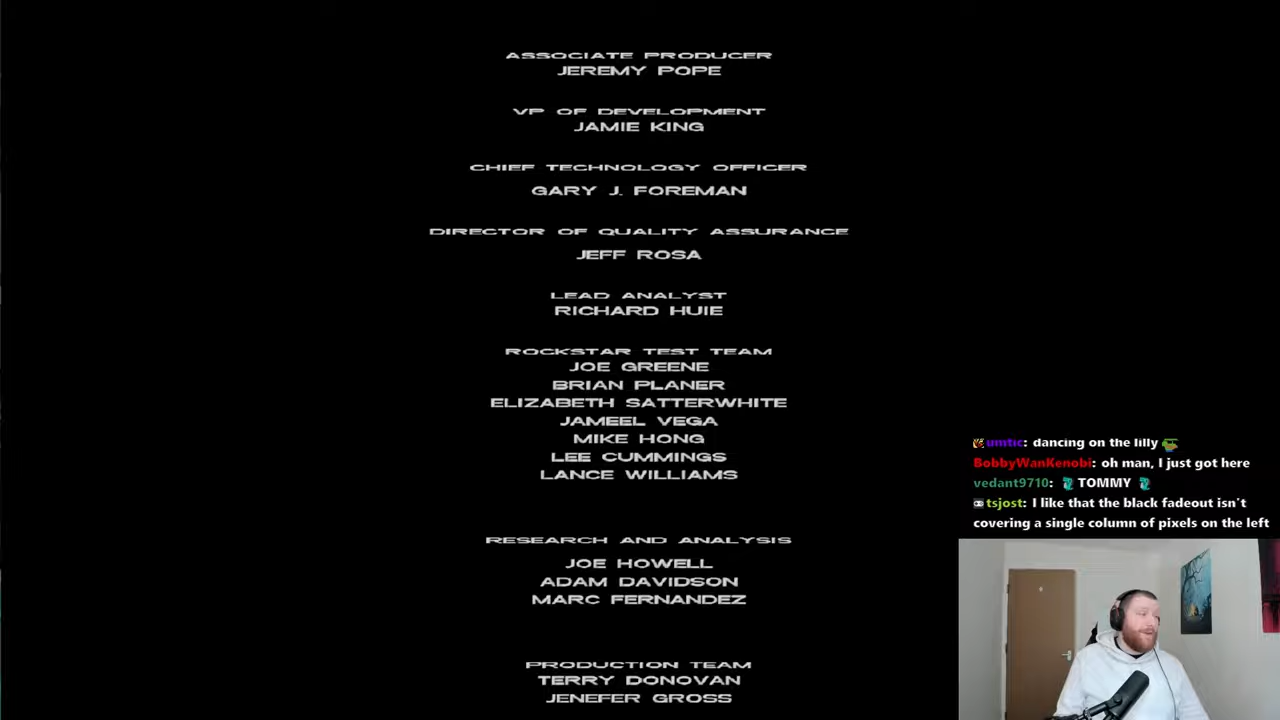 ASSOCIATE PRODUCER
JEREMY POPE
VP OF DEVELOPMENT
JAMIE KING
CHIEF TECHNOLOGY OFFICER
GARY J. FOREMAN
DIRECTOR OF QUALITY ASSURANCE
JEFF ROSA
LEAD ANALYST
RICHARD HUIE
ROCKSTAR TEST TEAM
JOE GREENE
BRIAN PLANER
ELIZABETH SATTERWHITE
JAMEEL VEGA
MIKE HONG
LEE CUMMINGS
LANCE WILLIAMS
RESEARCH AND ANALYSIS
JOE HOWELL
ADAM DAVIDSON
MARC FERNANDEZ
PRODUCTION TEAM
TERRY DONOVAN
JENEFER GROSS
umtic: dancing on the lilly
BobbyWanKenobi: oh man, I just got here
vedant9710: TOMMY
tsjost: I like that the black fadeout isn't
covering a single column of pixels on the left